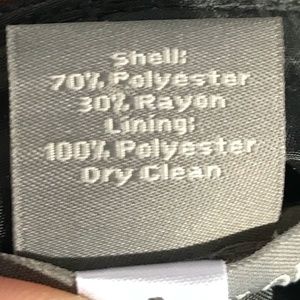 Shell:
70% Polyester
30% Rayon
Lining:
100% Polyester
Dry Clean